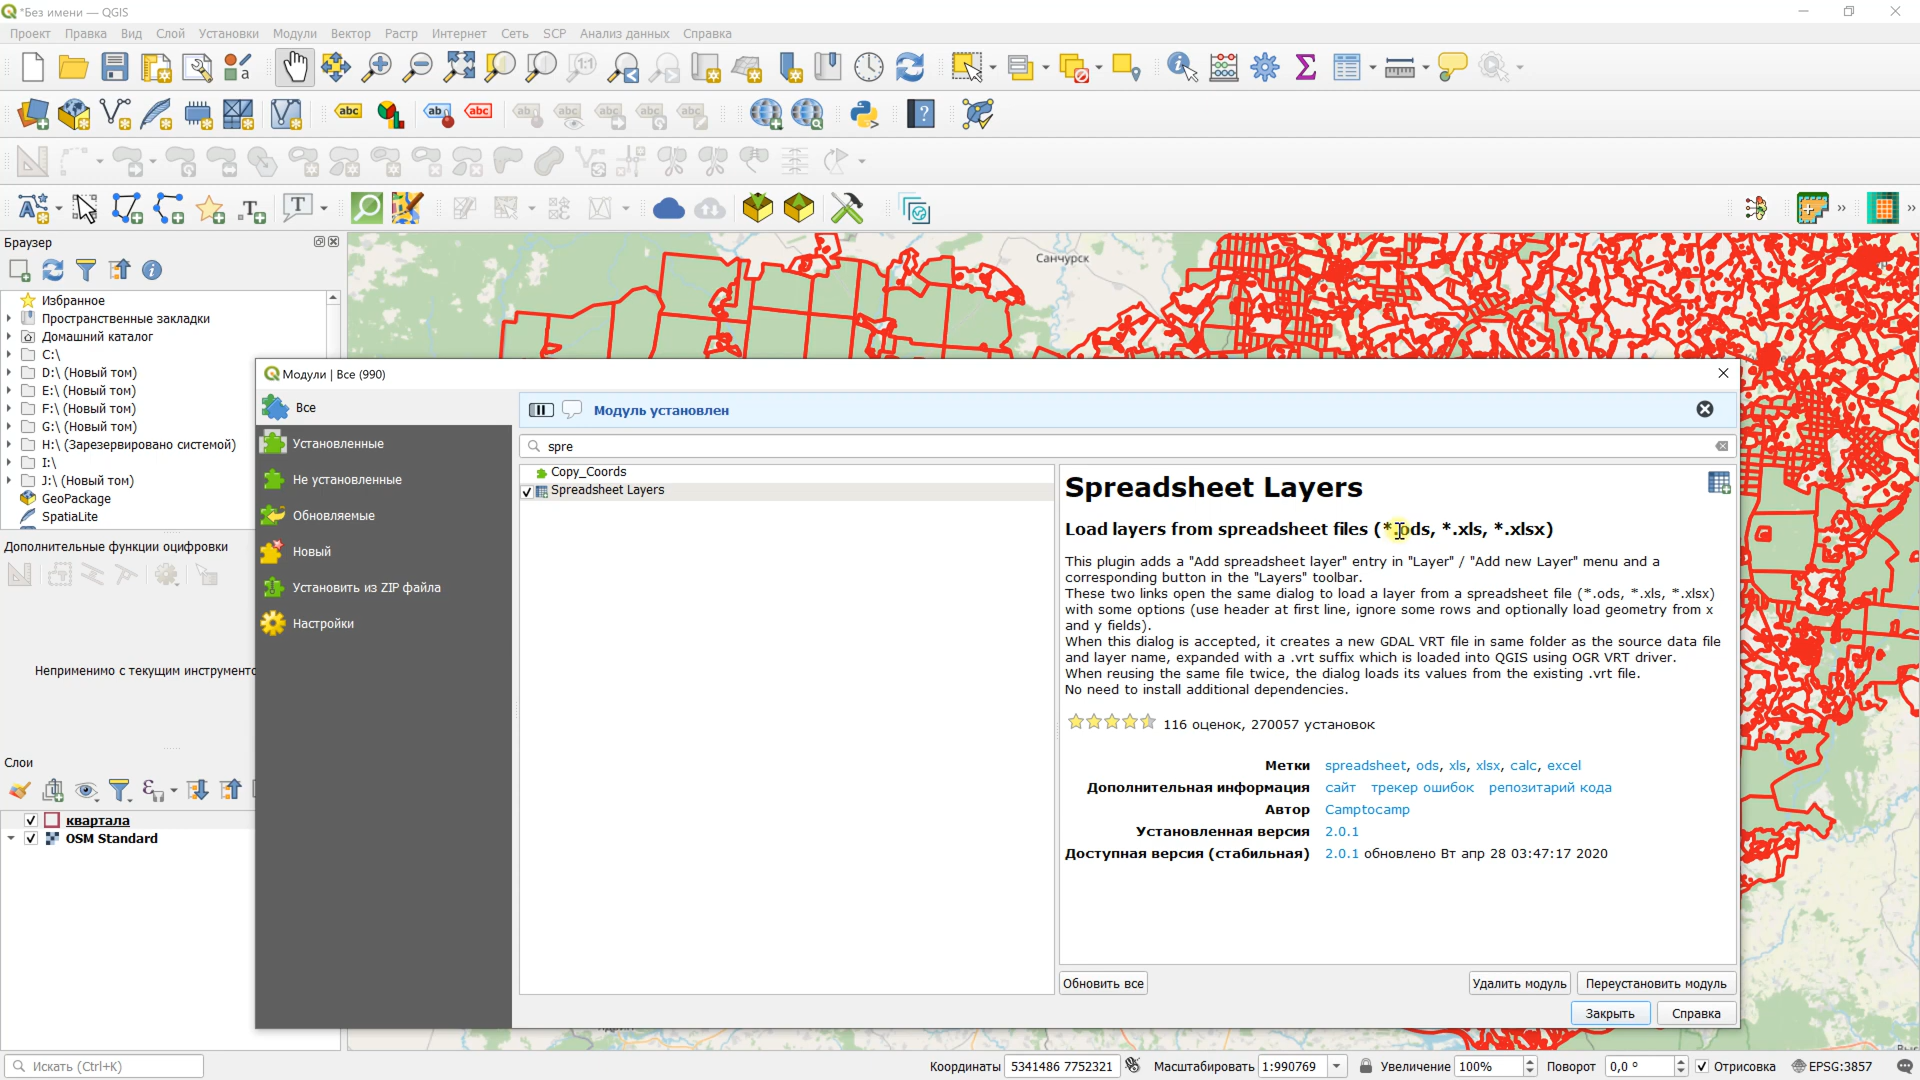 *Без имени — QGIS
Проект Правка Вид Слой Установки Модули Вектор Растр Интернет Сеть SCP Анализ данных Справка
Браузер
Избранное
Пространственные закладки
Домашний каталог
C:\
D:\ (Новый том)
E:\ (Новый том)
F:\ (Новый том)
G:\ (Новый том)
H:\ (Зарезервировано системой)
I:\
J:\ (Новый том)
GeoPackage
SpatiaLite
Дополнительные функции оцифровки
Неприменимо с текущим инструменто
Слои
квартала
OSM Standard
Санчурск
Модули | Все (990)
Все
Установленные
Не установленные
Обновляемые
Новый
Установить из ZIP файла
Настройки
Модуль установлен
spre
Copy_Coords
Spreadsheet Layers
Spreadsheet Layers
Load layers from spreadsheet files (*.ods, *.xls, *.xlsx)
This plugin adds a "Add spreadsheet layer" entry in "Layer" / "Add new Layer" menu and a
corresponding button in the "Layers" toolbar.
These two links open the same dialog to load a layer from a spreadsheet file (*.ods, *.xls, *.xlsx)
with some options (use header at first line, ignore some rows and optionally load geometry from x
and y fields).
When this dialog is accepted, it creates a new GDAL VRT file in same folder as the source data file
and layer name, expanded with a .vrt suffix which is loaded into QGIS using OGR VRT driver.
When reusing the same file twice, the dialog loads its values from the existing .vrt file.
No need to install additional dependencies.
116 оценок, 270057 установок
Метки spreadsheet, ods, xls, xlsx, calc, excel
Дополнительная информация сайт трекер ошибок репозитарий кода
Автор Camptocamp
Установленная версия 2.0.1
Доступная версия (стабильная) 2.0.1 обновлено Вт апр 28 03:47:17 2020
Обновить все Удалить модуль Переустановить модуль
Закрыть Справка
Искать (Ctrl+K) Координаты 5341486 7752321 Масштабировать 1:990769 Увеличение 100% Поворот 0,0 ° Отрисовка EPSG:3857